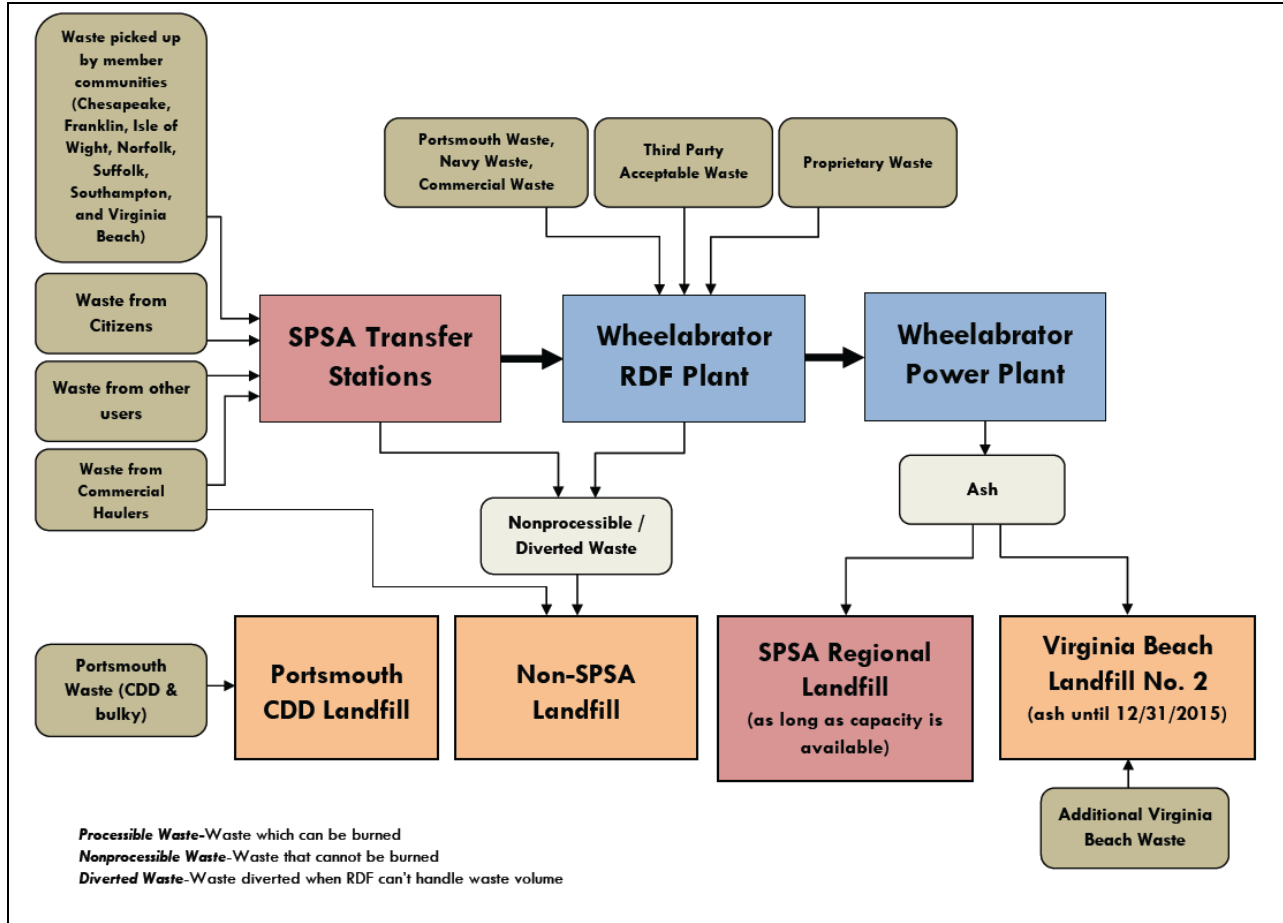 Waste picked up
by member
communities
(Chesapeake,
Franklin, Isle of
Wight, Norfolk,
Suffolk,
Southampton,
and Virginia
Beach)
Portsmouth Waste,
Navy Waste,
Commercial Waste
Third Party
Acceptable Waste
Proprietary Waste
Waste from
Citizens
Waste from other
users
Waste from
Commercial
Haulers
SPSA Transfer
Stations
Wheelabrator
RDF Plant
Wheelabrator
Power Plant
Nonprocessible /
Diverted Waste
Ash
Portsmouth
Waste (CDD &
bulky)
Portsmouth
CDD Landfill
Non-SPSA
Landfill
SPSA Regional
Landfill
(as long as capacity is
available)
Virginia Beach
Landfill No. 2
(ash until 12/31/2015)
Additional Virginia
Beach Waste
Processible Waste-Waste which can be burned
Nonprocessible Waste-Waste that cannot be burned
Diverted Waste-Waste diverted when RDF can't handle waste volume